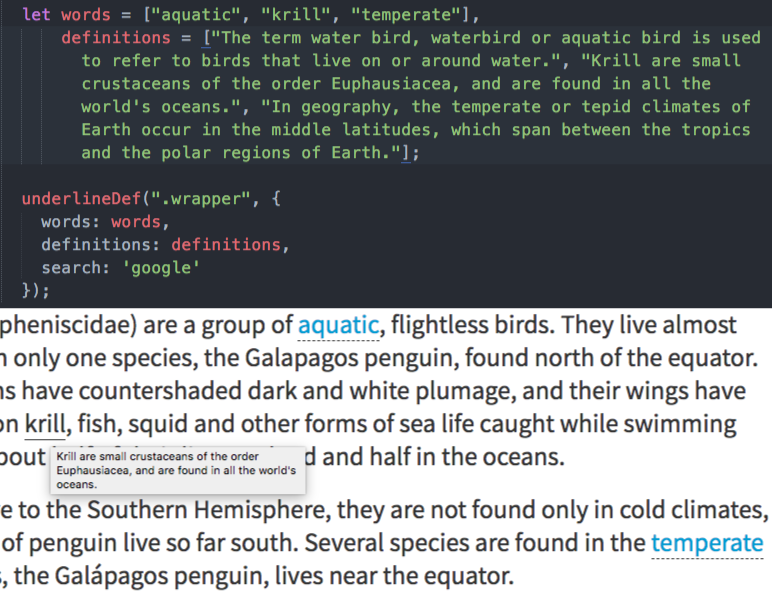 let words = ["aquatic", "krill", "temperate"],
definitions = ["The term water bird, waterbird or aquatic bird is used
to refer to birds that live on or around water.", "Krill are small
crustaceans of the order Euphausiacea, and are found in all the
world's oceans.", "In geography, the temperate or tepid climates of
Earth occur in the middle latitudes, which span between the tropics
and the polar regions of Earth."];
underlineDef(".wrapper", {
words: words,
definitions: definitions,
search: 'google'
});
pheniscidae) are a group of aquatic, flightless birds. They live almost
only one species, the Galapagos penguin, found north of the equator.
have countershaded dark and white plumage, and their wings have
on krill, fish, squid and other forms of sea life caught while swimming
d and half in the oceans.
Krill are small crustaceans of the order
Euphausiacea, and are found in all the world's
oceans.
e to the Southern Hemisphere, they are not found only in cold climates,
of penguin live so far south. Several species are found in the temperate
, the Galápagos penguin, lives near the equator.